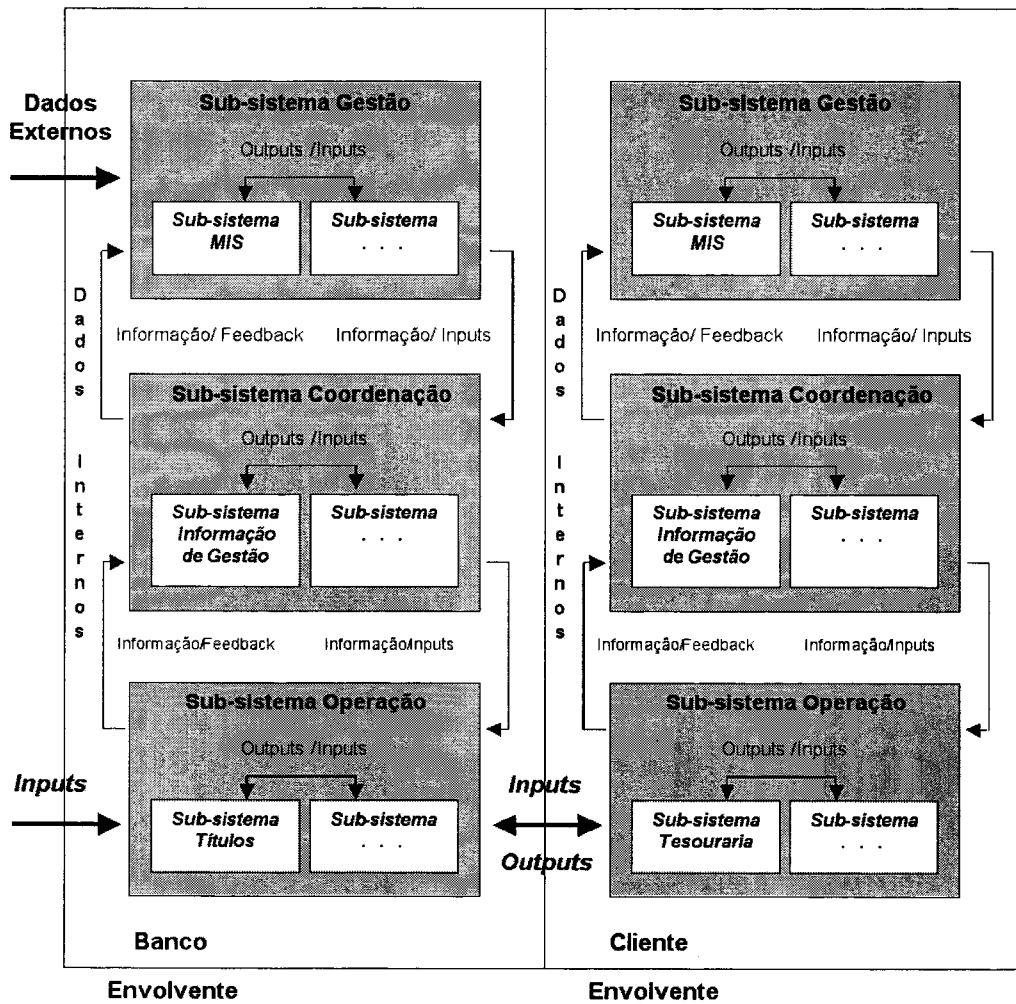 Dados
Externos
Sub-sistema Gestão
Outputs /Inputs
Sub-sistema
MIS
Sub-sistema
. . .
Dados
Internos
Informação/ Feedback
Informação/ Inputs
Sub-sistema Coordenação
Outputs /Inputs
Sub-sistema
Informação
de Gestão
Sub-sistema
. . .
Informação/Feedback
Informação/Inputs
Sub-sistema Operação
Outputs /Inputs
Inputs
Sub-sistema
Títulos
Sub-sistema
. . .
Banco
Envolvente
Inputs
Outputs
Sub-sistema Gestão
Outputs /Inputs
Sub-sistema
MIS
Sub-sistema
. . .
Dados
Internos
Informação/ Feedback
Informação/ Inputs
Sub-sistema Coordenação
Outputs /Inputs
Sub-sistema
Informação
de Gestão
Sub-sistema
. . .
Informação/Feedback
Informação/Inputs
Sub-sistema Operação
Outputs /Inputs
Sub-sistema
Tesouraria
Sub-sistema
. . .
Cliente
Envolvente